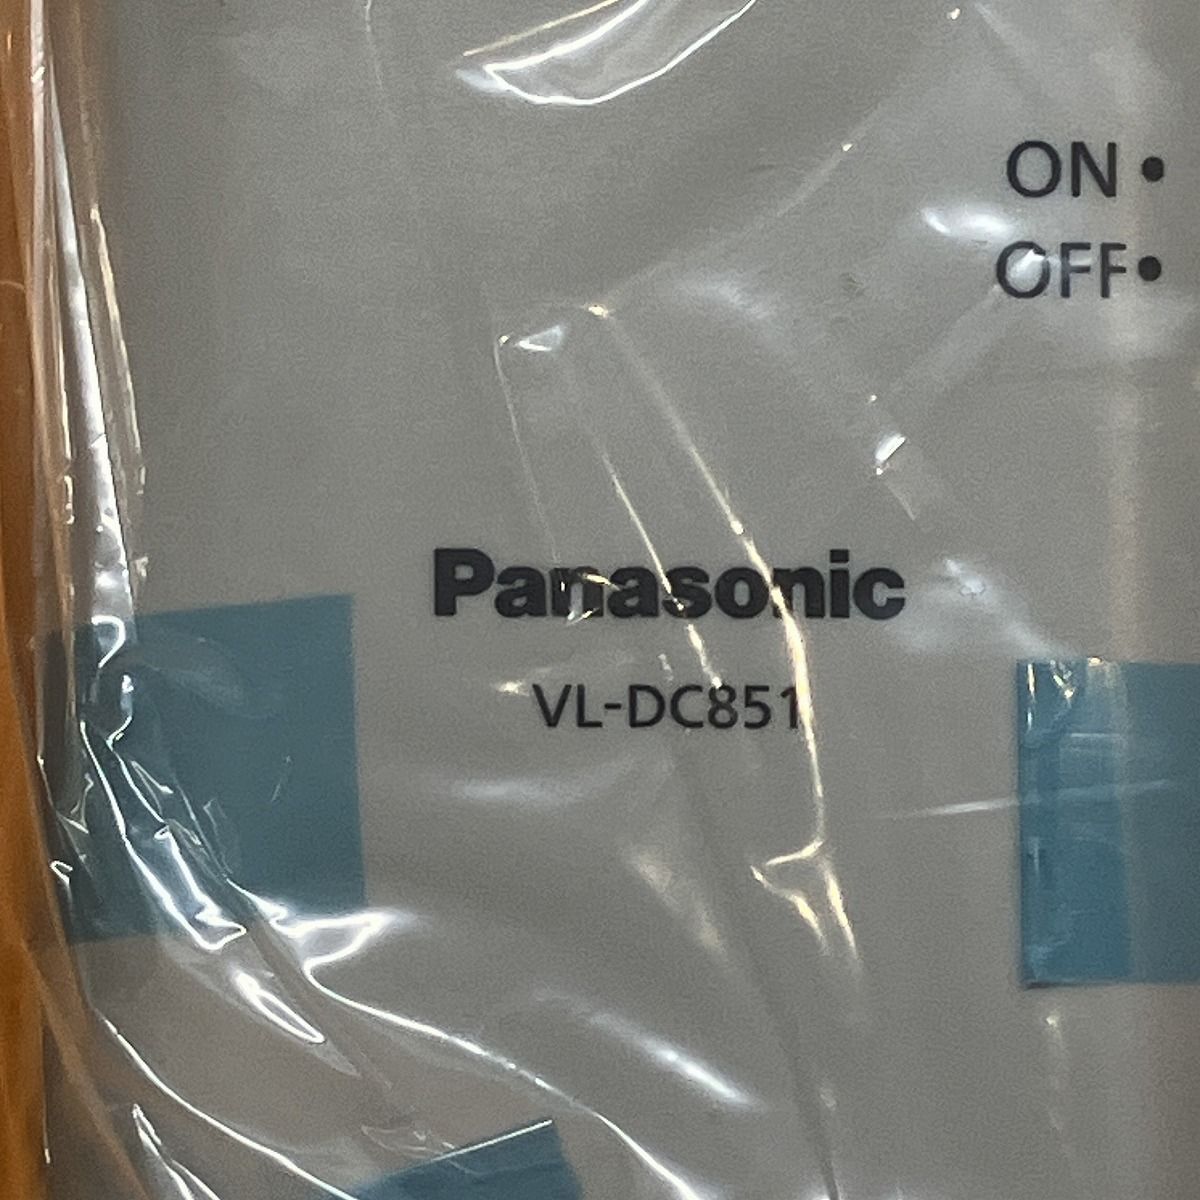 ON •
OFF •
Panasonic
VL-DC851